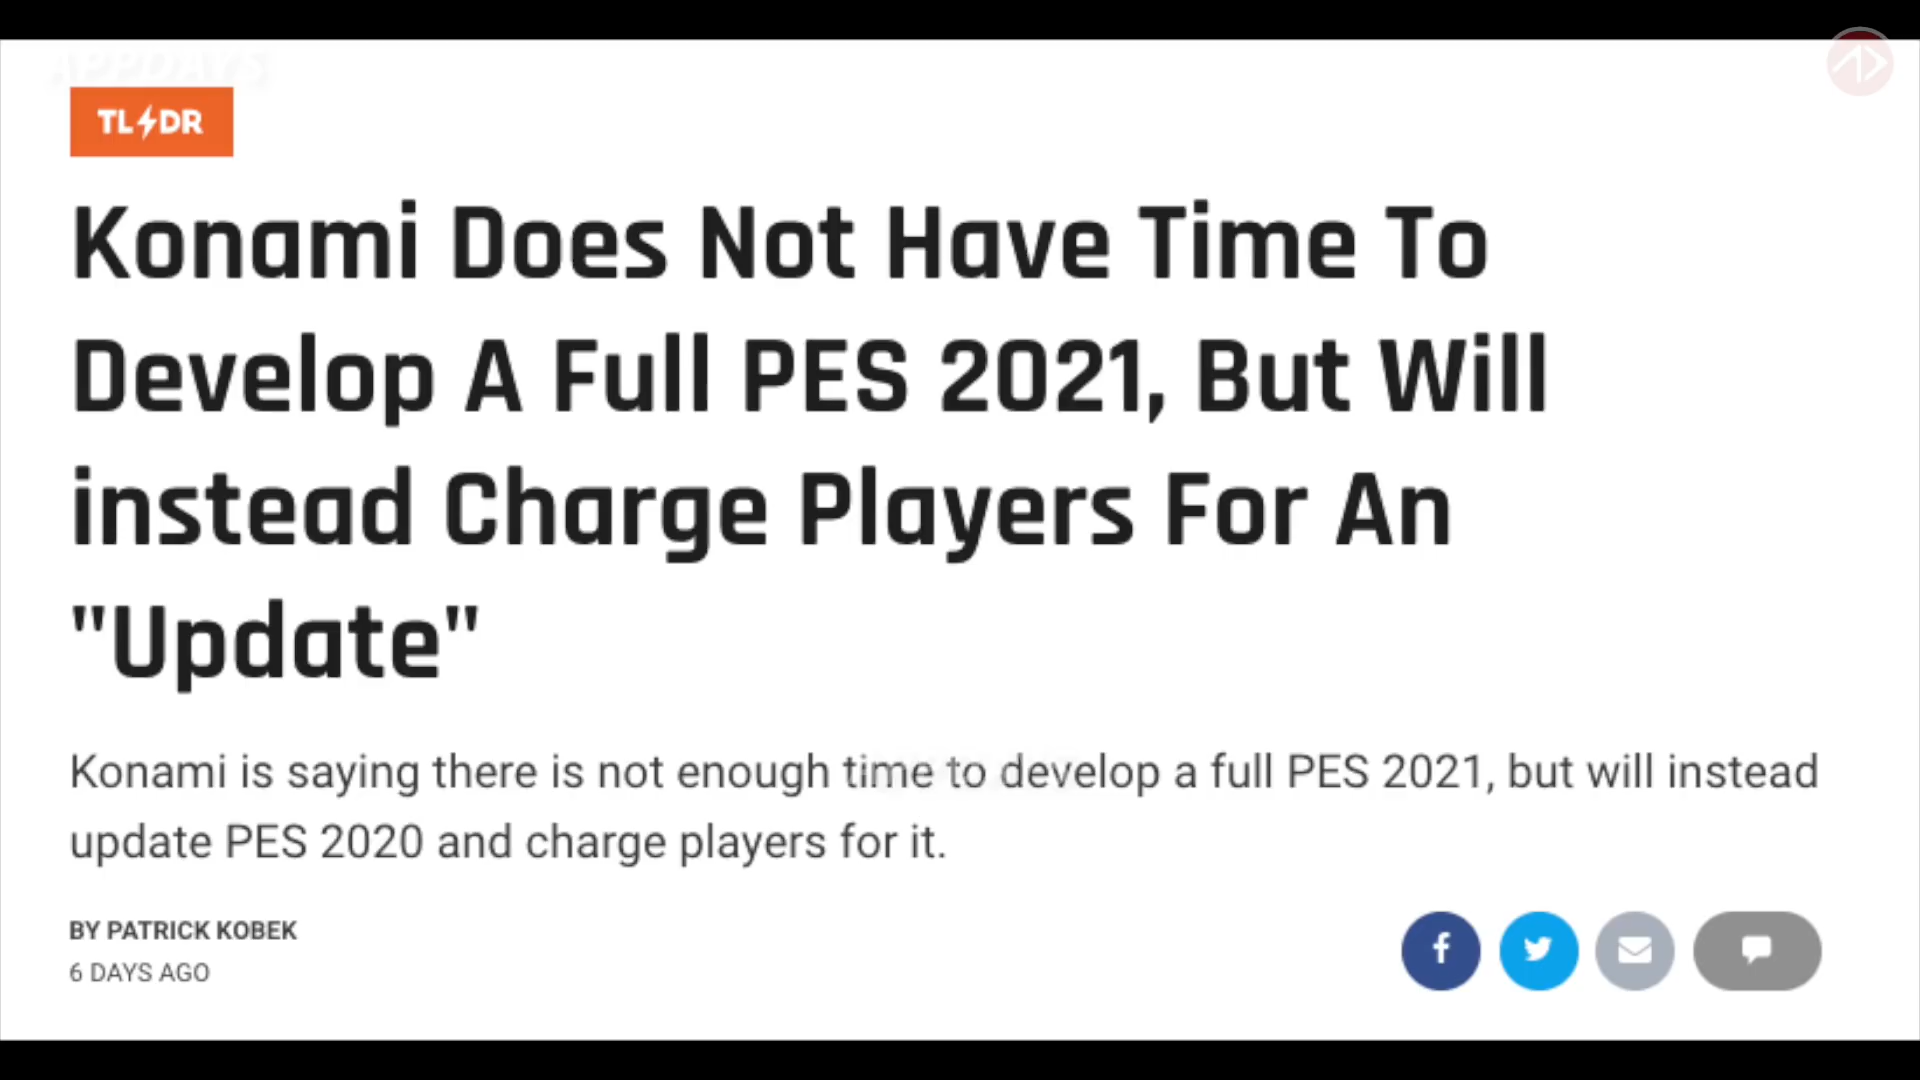 APPDAYS
TL DR
Konami Does Not Have Time To
Develop A Full PES 2021, But Will
instead Charge Players For An
"Update"
Konami is saying there is not enough time to develop a full PES 2021, but will instead
update PES 2020 and charge players for it.
BY PATRICK KOBEK
6 DAYS AGO